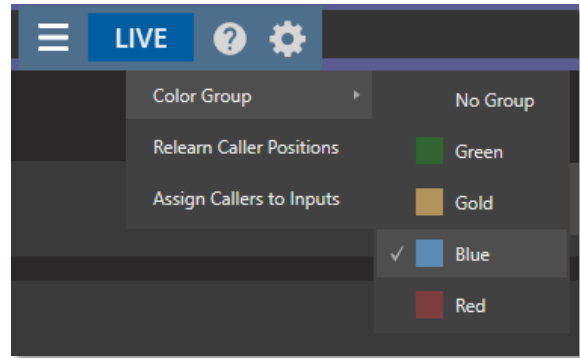 LIVE
Color Group
Relearn Caller Positions
Assign Callers to Inputs
No Group
Green
Gold
Blue
Red